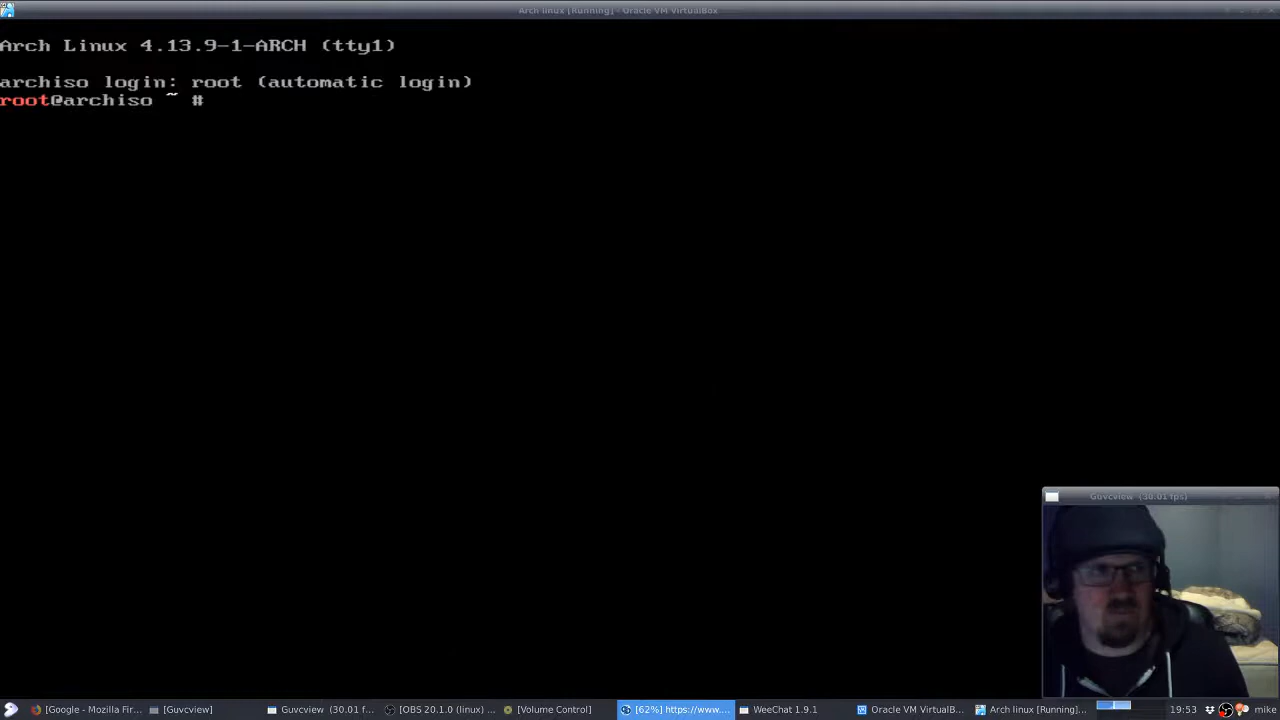 Arch linux [Running] - Oracle VM VirtualBox
Arch Linux 4.13.9-1-ARCH (tty1)
archiso login: root (automatic login)
root@archiso ~ #
Guvcview (30.01 fps)
[Google - Mozilla Fir... [Guvcview] Guvcview (30.01 f... [OBS 20.1.0 (linux) ... [Volume Control] [62%] https://www.... WeeChat 1.9.1 Oracle VM VirtualB... Arch linux [Running]... 19:53 mike